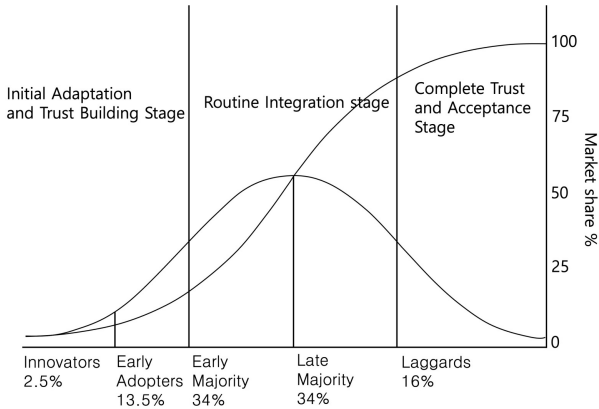 Initial Adaptation
and Trust Building Stage
Routine Integration stage
Complete Trust
and Acceptance
Stage
100
75
50
25
0
Market share %
Innovators
2.5%
Early
Adopters
13.5%
Early
Majority
34%
Late
Majority
34%
Laggards
16%